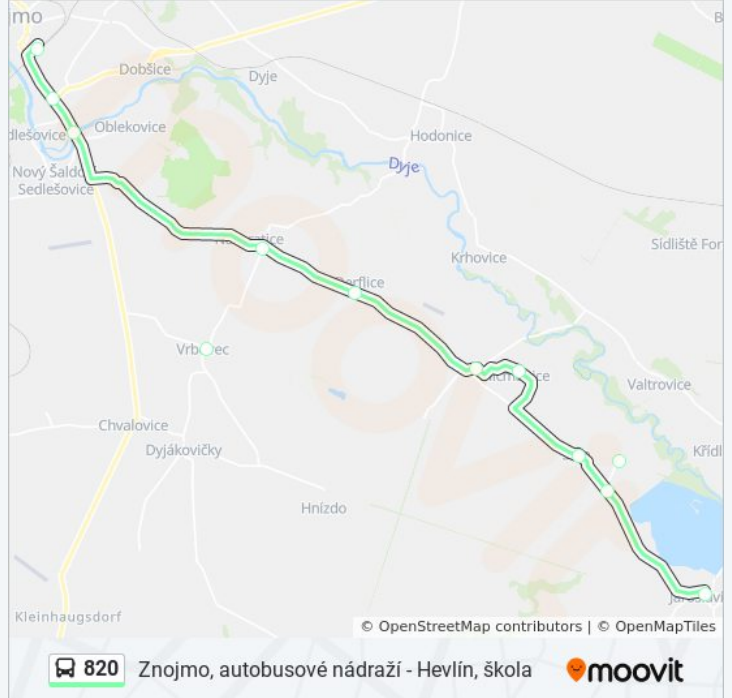 mo
B
Dobšice
Dyje
dlešovice
Oblekovice
Hodonice
Dyje
Nový Šaldo
Sedlešovice
Sídliště For
Krhovice
Vrb
ec
Valtrovice
Chvalovice
Dyjákovičky
Křídl
Hnízdo
Kleinhaugsdorf
© OpenStreetMap contributors | © OpenMapTiles
820 Znojmo, autobusové nádraží - Hevlín, škola
moovit